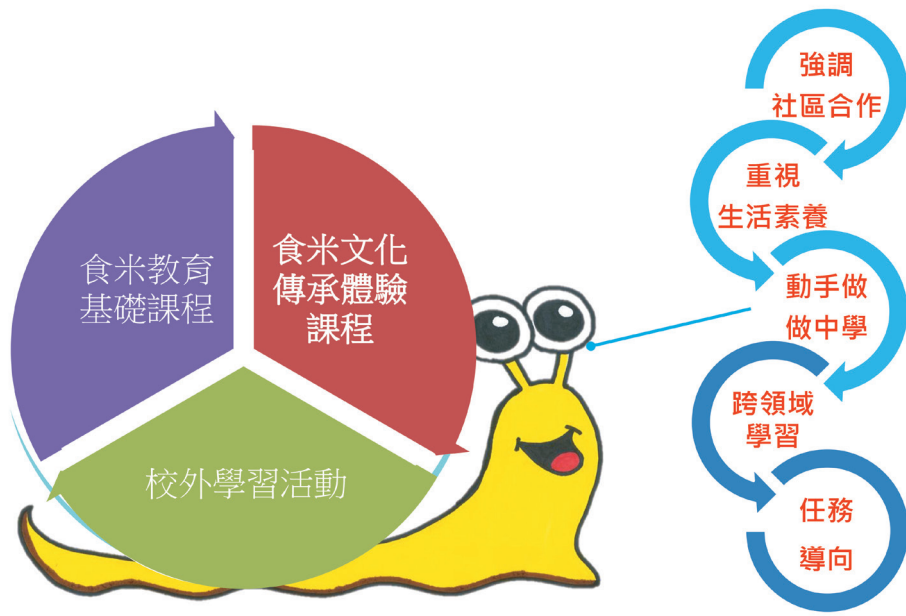 食米教育
基礎課程
食米文化
傳承體驗
課程
校外學習活動
強調
社區合作
重視
生活素養
動手做
做中學
跨領域
學習
任務
導向